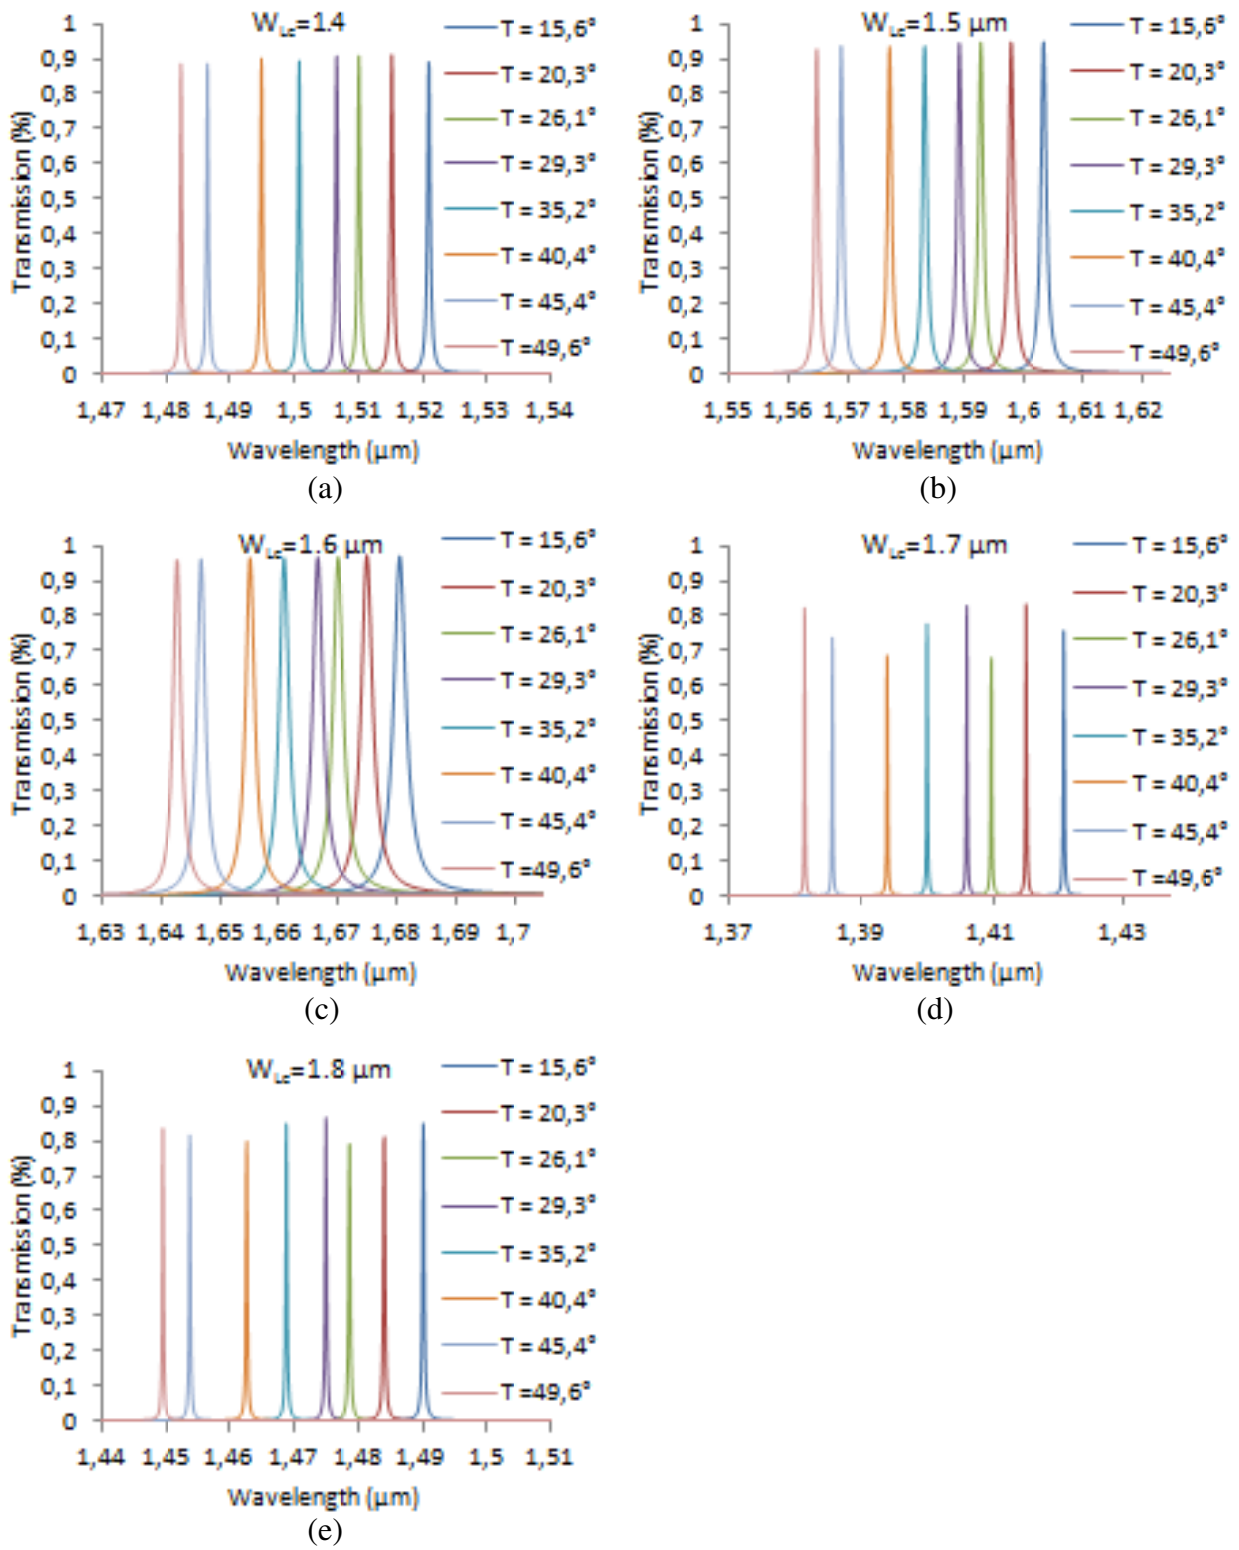 W_Lc=1.4
1
0,9
0,8
0,7
0,6
0,5
0,4
0,3
0,2
0,1
0
Transmission (%)
1,47 1,48 1,49 1,5 1,51 1,52 1,53 1,54
Wavelength (µm)
T = 15,6°
T = 20,3°
T = 26,1°
T = 29,3°
T = 35,2°
T = 40,4°
T = 45,4°
T =49,6°
(a)
W_Lc=1.5 µm
1
0,9
0,8
0,7
0,6
0,5
0,4
0,3
0,2
0,1
0
Transmission (%)
1,55 1,56 1,57 1,58 1,59 1,6 1,61 1,62
Wavelength (µm)
T = 15,6°
T = 20,3°
T = 26,1°
T = 29,3°
T = 35,2°
T = 40,4°
T = 45,4°
T =49,6°
(b)
W_Lc=1.6 µm
1
0,9
0,8
0,7
0,6
0,5
0,4
0,3
0,2
0,1
0
Transmission (%)
1,63 1,64 1,65 1,66 1,67 1,68 1,69 1,7
Wavelength (µm)
T = 15,6°
T = 20,3°
T = 26,1°
T = 29,3°
T = 35,2°
T = 40,4°
T = 45,4°
T =49,6°
(c)
W_Lc=1.7 µm
1
0,9
0,8
0,7
0,6
0,5
0,4
0,3
0,2
0,1
0
Transmission (%)
1,37 1,39 1,41 1,43
Wavelength (µm)
T = 15,6°
T = 20,3°
T = 26,1°
T = 29,3°
T = 35,2°
T = 40,4°
T = 45,4°
T =49,6°
(d)
W_Lc=1.8 µm
1
0,9
0,8
0,7
0,6
0,5
0,4
0,3
0,2
0,1
0
Transmission (%)
1,44 1,45 1,46 1,47 1,48 1,49 1,5 1,51
Wavelength (µm)
T = 15,6°
T = 20,3°
T = 26,1°
T = 29,3°
T = 35,2°
T = 40,4°
T = 45,4°
T =49,6°
(e)